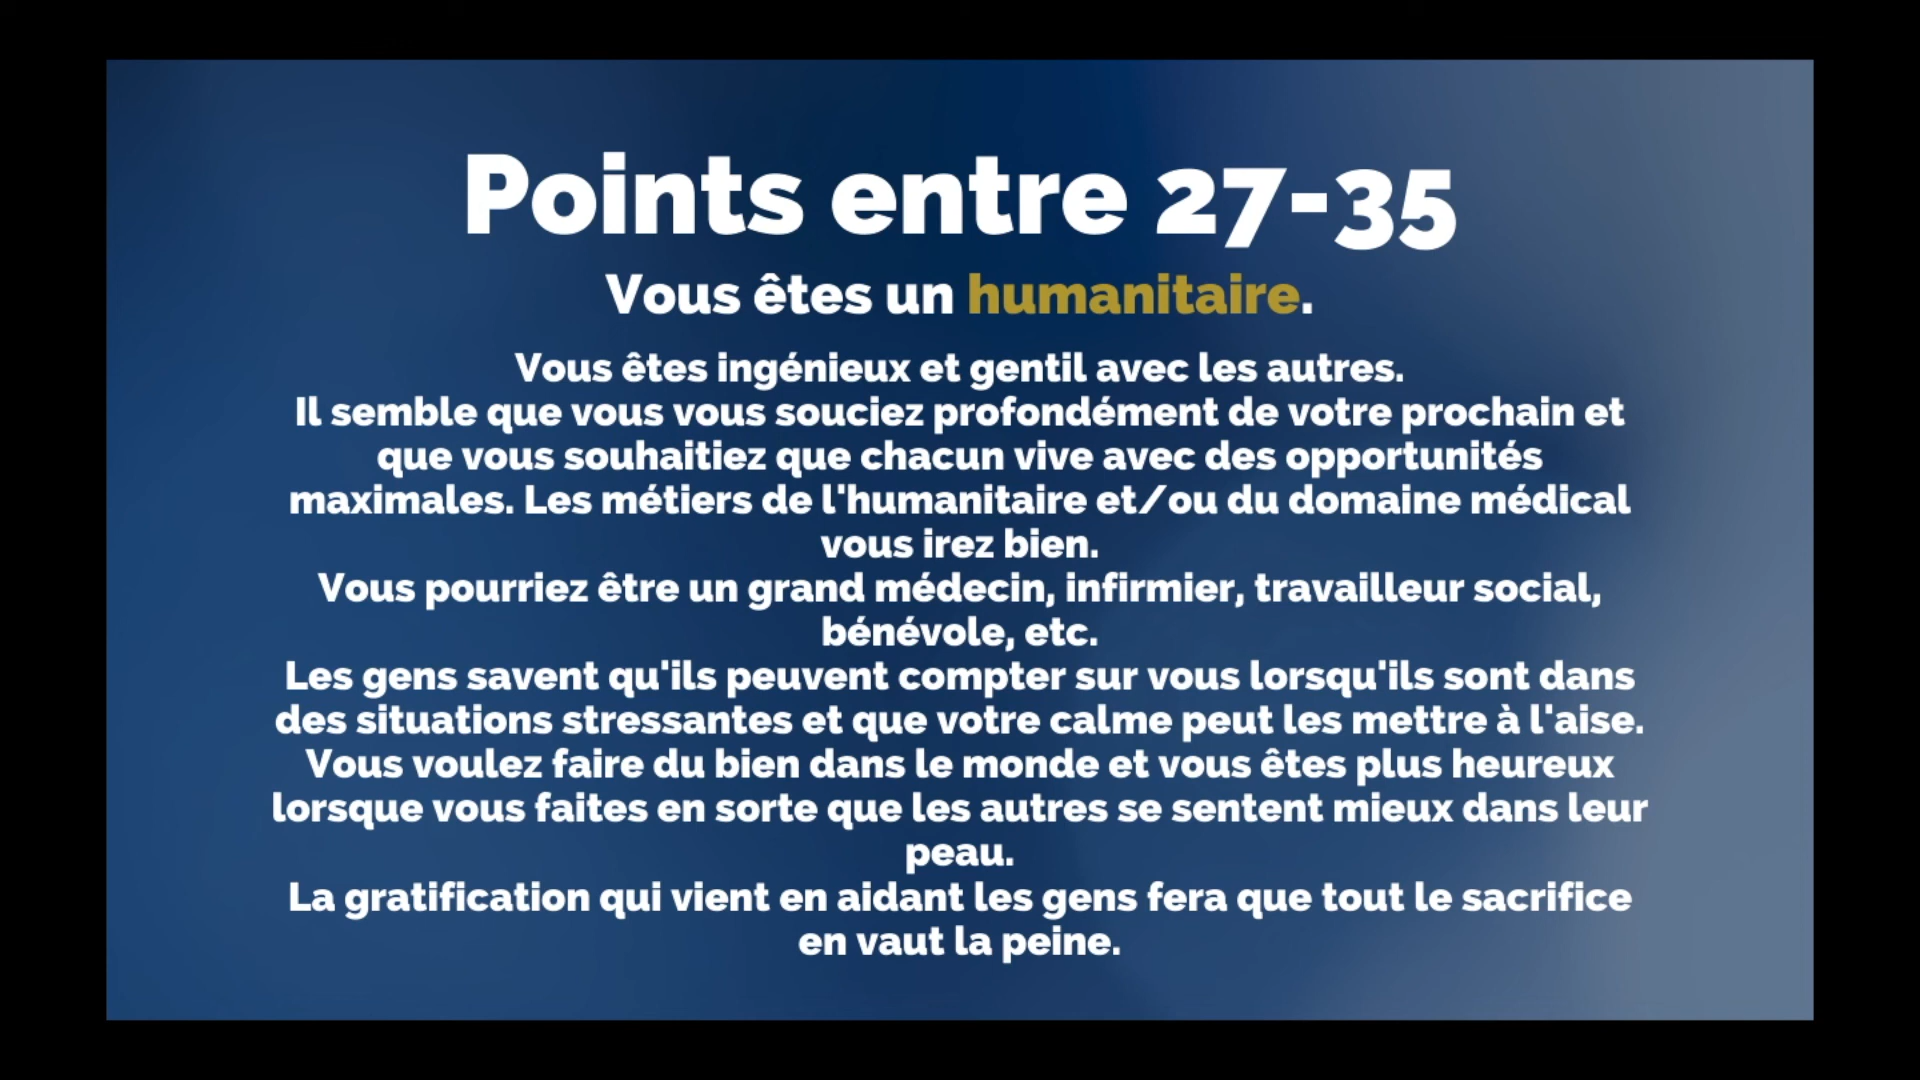 Points entre 27-35
Vous êtes un humanitaire.
Vous êtes ingénieux et gentil avec les autres.
Il semble que vous vous souciez profondément de votre prochain et
que vous souhaitiez que chacun vive avec des opportunités
maximales. Les métiers de l'humanitaire et/ou du domaine médical
vous irez bien.
Vous pourriez être un grand médecin, infirmier, travailleur social,
bénévole, etc.
Les gens savent qu'ils peuvent compter sur vous lorsqu'ils sont dans
des situations stressantes et que votre calme peut les mettre à l'aise.
Vous voulez faire du bien dans le monde et vous êtes plus heureux
lorsque vous faites en sorte que les autres se sentent mieux dans leur
peau.
La gratification qui vient en aidant les gens fera que tout le sacrifice
en vaut la peine.